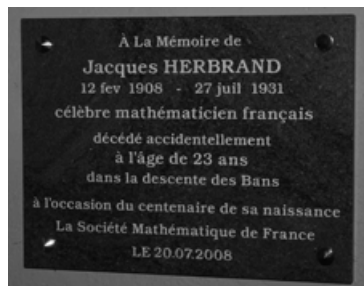 À La Mémoire de
Jacques HERBRAND
12 fev 1908 - 27 juil 1931
célèbre mathématicien français
décédé accidentellement
à l'âge de 23 ans
dans la descente des Bans
à l'occasion du centenaire de sa naissance
La Société Mathématique de France
LE 20.07.2008